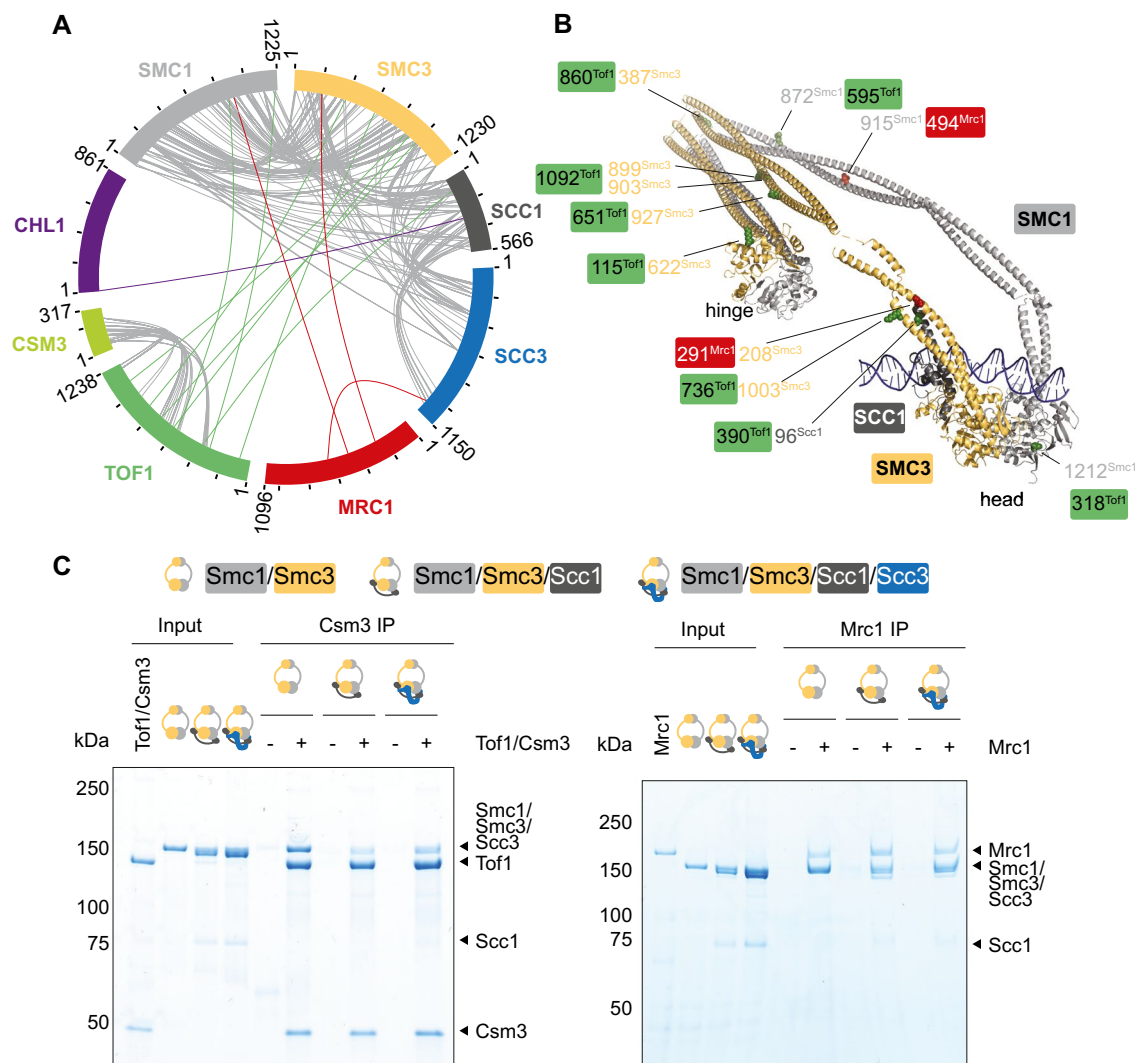 A
SMC1
1225
1
SMC3
1230
1
SCC1
566
1
SCC3
1150
1
MRC1
1096
1
TOF1
1238
1
CSM3
317
1
CHL1
861
1
B
860Tof1 387Smc3
872Smc1 595Tof1
915Smc1 494Mrc1
1092Tof1 899Smc3
903Smc3
651Tof1 927Smc3
115Tof1 622Smc3
SMC1
hinge
291Mrc1 208Smc3
736Tof1 1003Smc3
390Tof1 96Scc1
SCC1
SMC3
head
1212Smc1
318Tof1
C
Smc1/Smc3
Smc1/Smc3/Scc1
Smc1/Smc3/Scc1/Scc3
Input
Csm3 IP
Tof1/Csm3
kDa
- + - + - + Tof1/Csm3
250
150
100
75
50
Smc1/
Smc3/
Scc3
Tof1
Scc1
Csm3
Input
Mrc1 IP
Mrc1
kDa
- + - + - + Mrc1
250
150
100
75
50
Mrc1
Smc1/
Smc3/
Scc3
Scc1